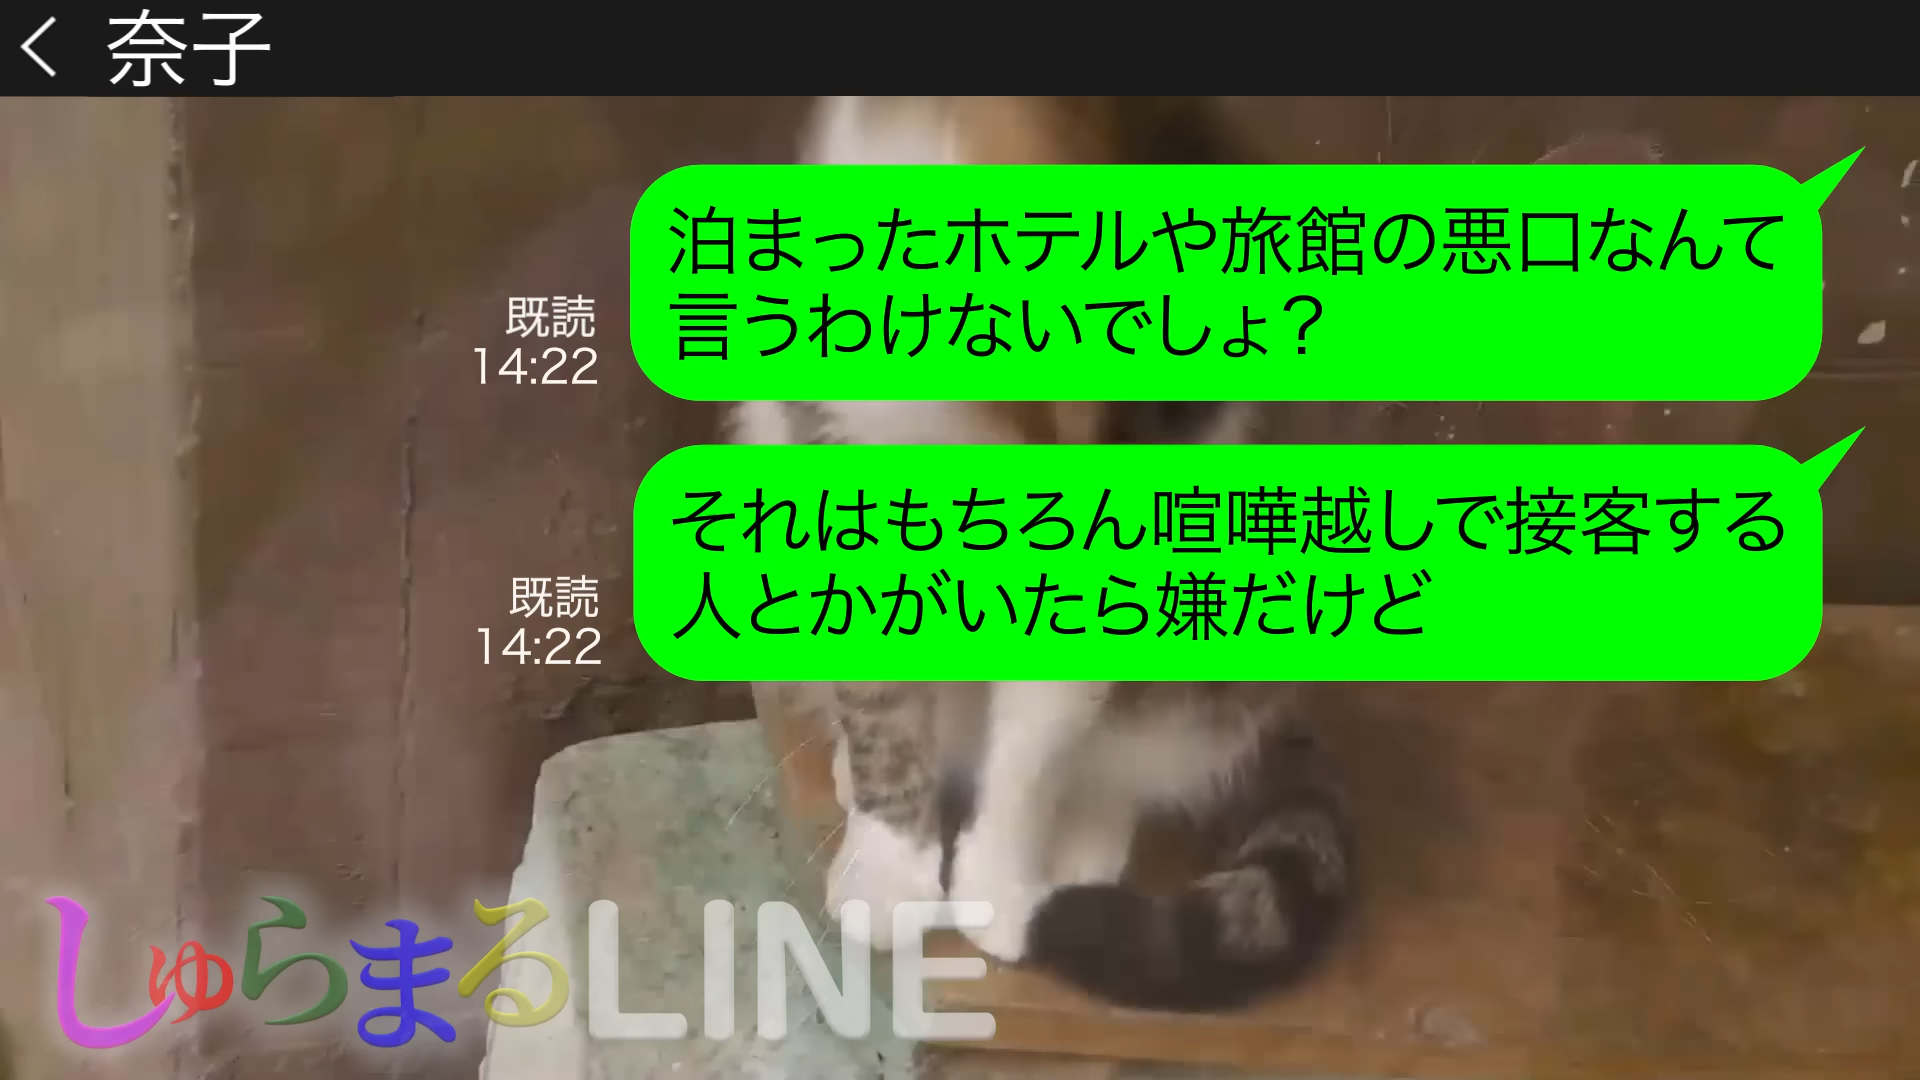 奈子
泊まったホテルや旅館の悪口なんて
言うわけないでしょ？
既読
14:22
それはもちろん喧嘩越しで接客する
人とかがいたら嫌だけど
既読
14:22
しゅらまるLINE